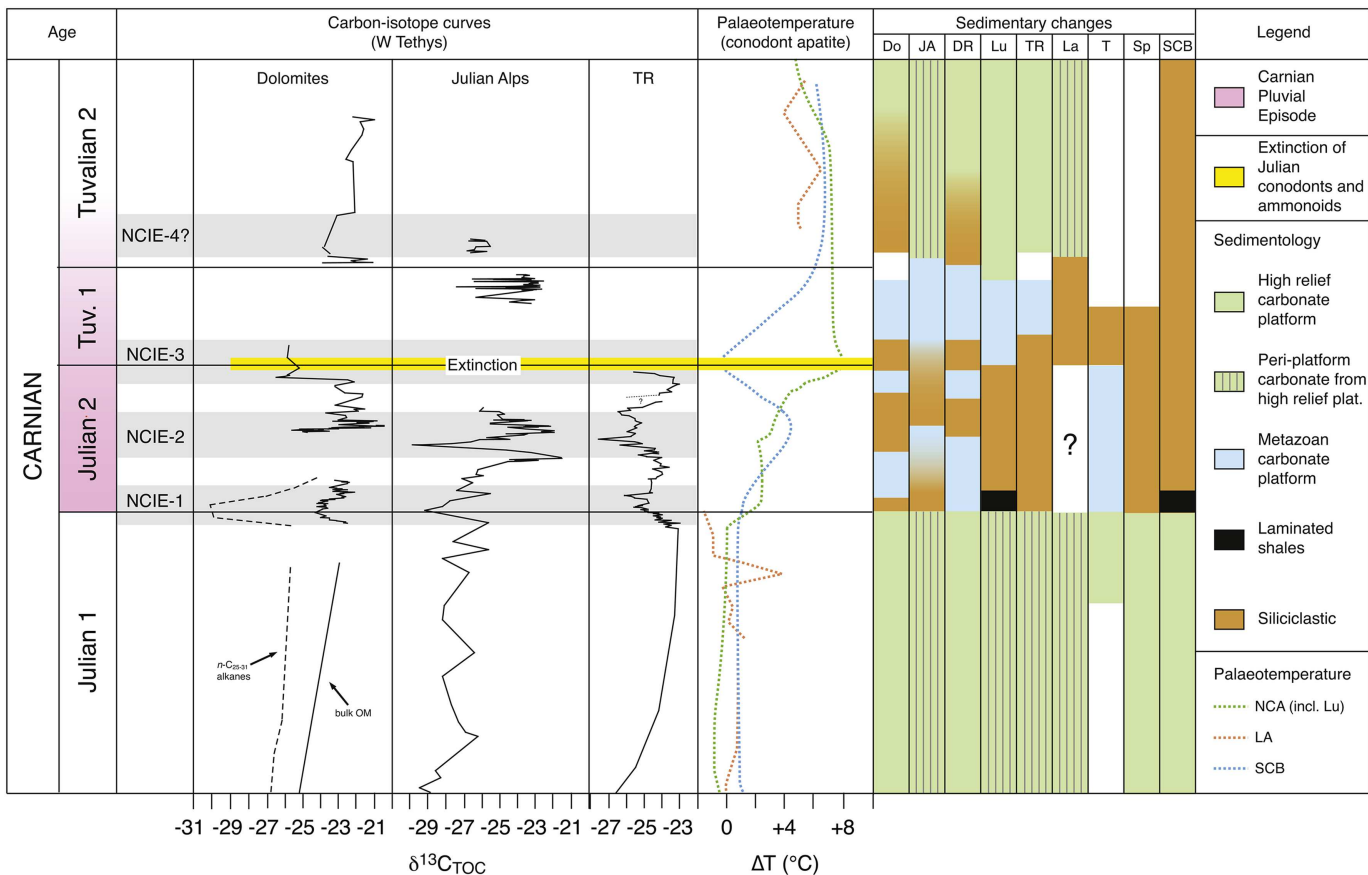 Age
Carbon-isotope curves
(W Tethys)
Palaeotemperature
(conodont apatite)
Sedimentary changes
Do JA DR Lu TR La T Sp SCB
Legend
Dolomites
Julian Alps
TR
CARNIAN
Tuvalian 2
Tuv. 1
Julian 2
Julian 1
NCIE-4?
NCIE-3
NCIE-2
NCIE-1
Extinction
?
?
n-C25-31
alkanes
bulk OM
-31 -29 -27 -25 -23 -21
-29 -27 -25 -23 -21
-27 -25 -23
0 +4 +8
δ13CTOC
ΔT (°C)
Carnian
Pluvial
Episode
Extinction of
Julian
conodonts and
ammonoids
Sedimentology
High relief
carbonate
platform
Peri-platform
carbonate from
high relief plat.
Metazoan
carbonate
platform
Laminated
shales
Siliciclastic
Palaeotemperature
NCA (incl. Lu)
LA
SCB